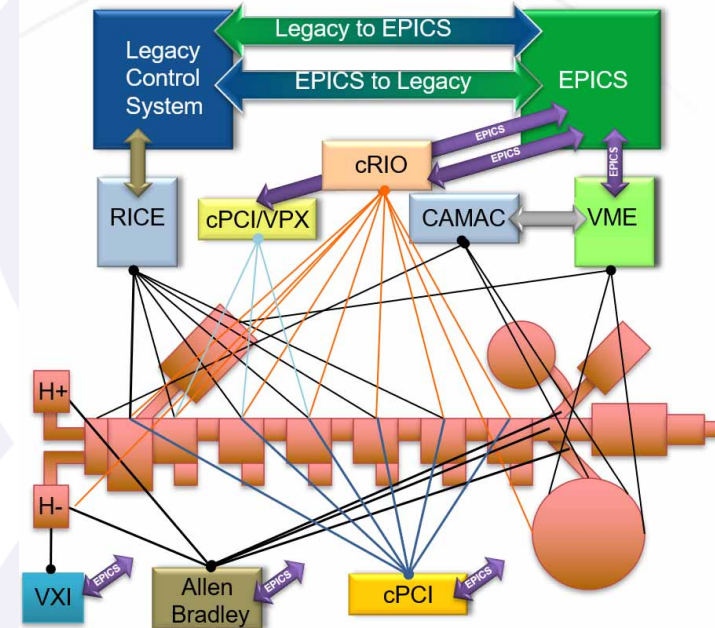 Legacy to EPICS
Legacy
Control
System
EPICS to Legacy
EPICS
EPICS
EPICS
cRIO
EPICS
RICE
cPCI/VPX
CAMAC
VME
H+
H-
VXI
EPICS
Allen
Bradley
EPICS
cPCI
EPICS